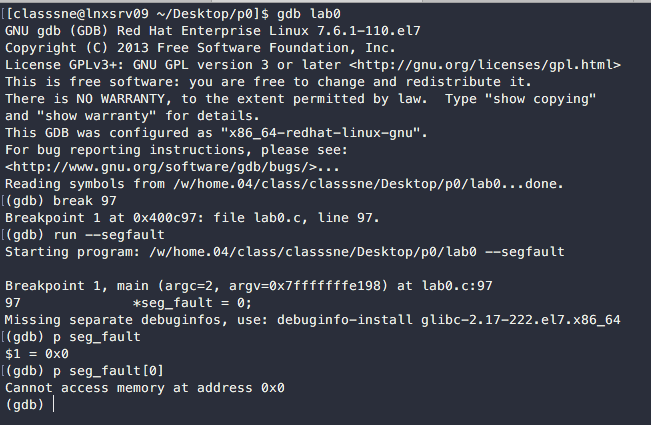 [[classsne@lnxsrv09 ~/Desktop/p0]$ gdb lab0
GNU gdb (GDB) Red Hat Enterprise Linux 7.6.1-110.el7
Copyright (C) 2013 Free Software Foundation, Inc.
License GPLv3+: GNU GPL version 3 or later <http://gnu.org/licenses/gpl.html>
This is free software: you are free to change and redistribute it.
There is NO WARRANTY, to the extent permitted by law.  Type "show copying"
and "show warranty" for details.
This GDB was configured as "x86_64-redhat-linux-gnu".
For bug reporting instructions, please see:
<http://www.gnu.org/software/gdb/bugs/>...
Reading symbols from /w/home.04/class/classsne/Desktop/p0/lab0...done.
[(gdb) break 97
Breakpoint 1 at 0x400c97: file lab0.c, line 97.
[(gdb) run --segfault
Starting program: /w/home.04/class/classsne/Desktop/p0/lab0 --segfault

Breakpoint 1, main (argc=2, argv=0x7fffffffe198) at lab0.c:97
97              *seg_fault = 0;
Missing separate debuginfos, use: debuginfo-install glibc-2.17-222.el7.x86_64
[(gdb) p seg_fault
$1 = 0x0
[(gdb) p seg_fault[0]
Cannot access memory at address 0x0
(gdb)